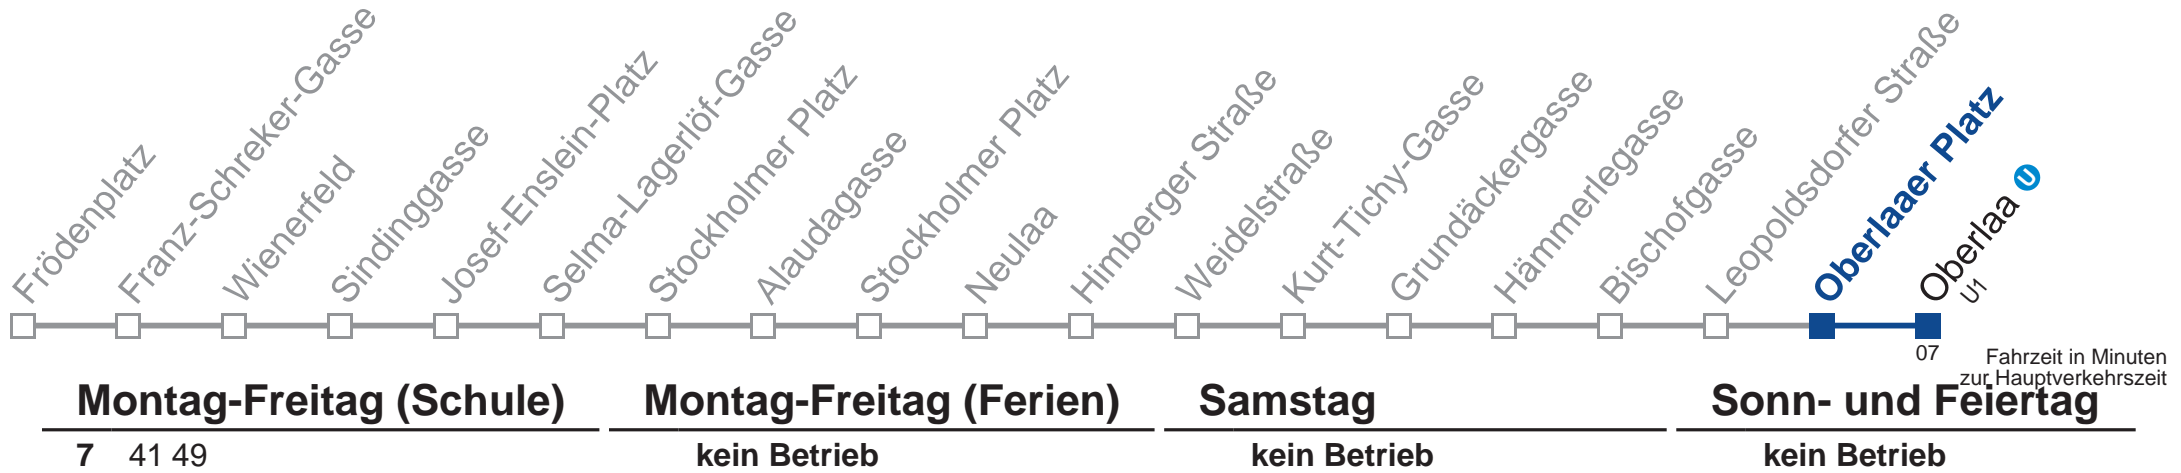 Frödenplatz
Franz-Schreker-Gasse
Wienerfeld
Sindinggasse
Josef-Enslein-Platz
Selma-Lagerlöf-Gasse
Stockholmer Platz
Alaudagasse
Stockholmer Platz
Neulaa
Himberger Straße
Weidelstraße
Kurt-Tichy-Gasse
Grundäckergasse
Hämmerlegasse
Bischofgasse
Leopoldsdorfer Straße
Oberlaaer Platz
Oberlaa U
U1
07
Fahrzeit in Minuten
zur Hauptverkehrszeit
Montag-Freitag (Schule) Montag-Freitag (Ferien) Samstag Sonn- und Feiertag
7 41 49 kein Betrieb kein Betrieb kein Betrieb